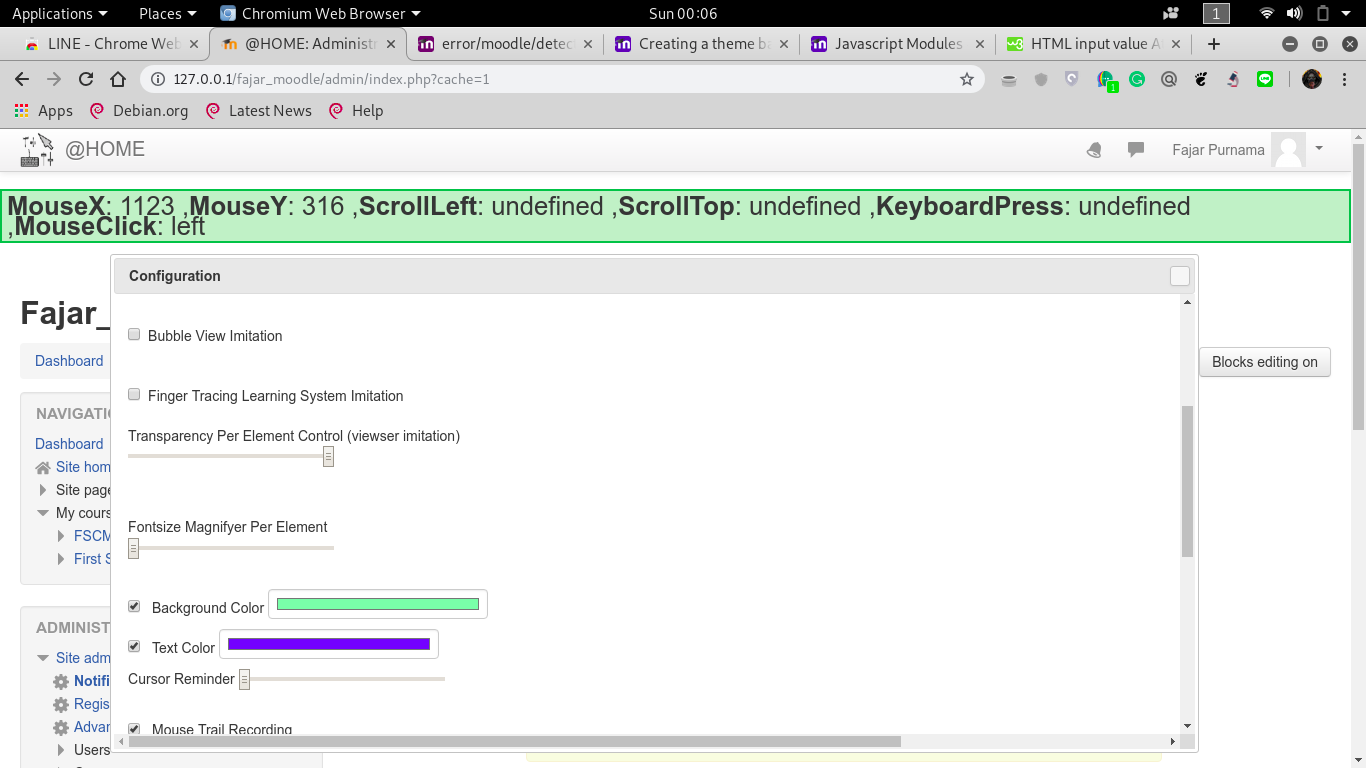 Applications Places Chromium Web Browser Sun 00:06 1
LINE - Chrome Web @HOME: Administr error/moodle/detec Creating a theme ba Javascript Modules HTML input value A
127.0.0.1/fajar_moodle/admin/index.php?cache=1 1
Apps Debian.org Latest News Help
@HOME Fajar Purnama
MouseX: 1123 ,MouseY: 316 ,ScrollLeft: undefined ,ScrollTop: undefined ,KeyboardPress: undefined
,MouseClick: left
Configuration
Fajar_
Bubble View Imitation
Dashboard Blocks editing on
Finger Tracing Learning System Imitation
NAVIGATIO
Transparency Per Element Control (viewser imitation)
Dashboard
Site hom
Site page
My cours
Fontsize Magnifyer Per Element
FSCM
First S
Background Color
ADMINIST
Text Color
Site adm
Cursor Reminder
Notifi
Regis
Advar
Mouse Trail Recording
Users